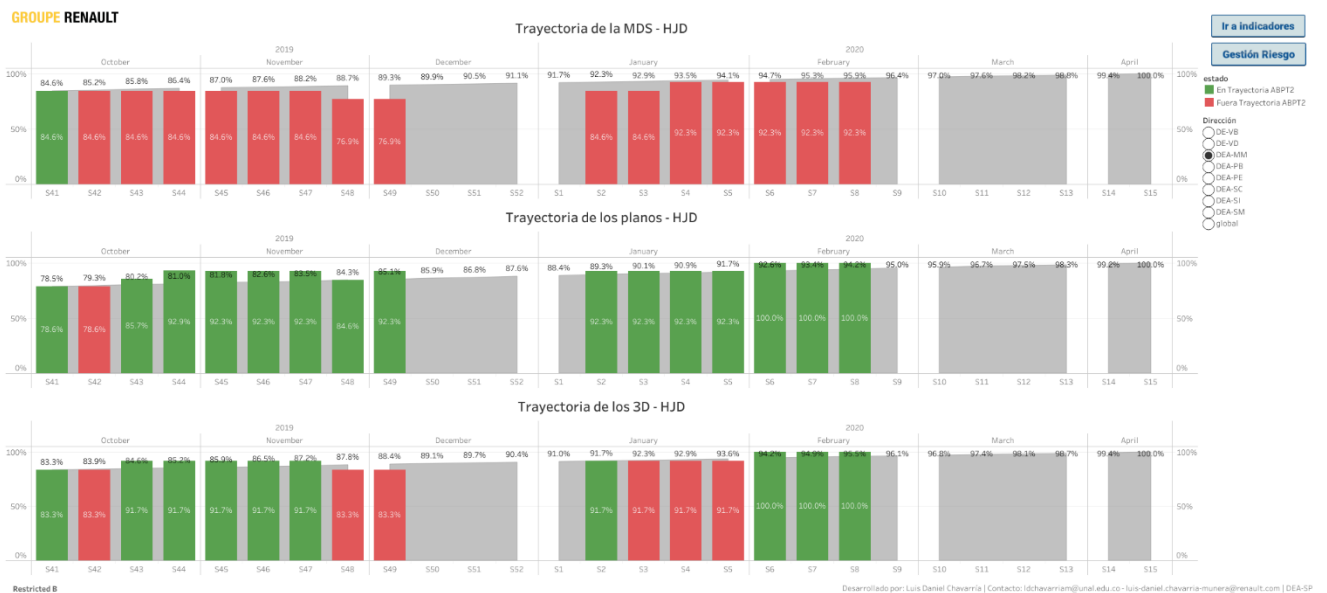 GROUPE RENAULT
Trayectoria de la MDS - HJD
Ir a indicadores
Gestión Riesgo
2019 2020
October November December January February March April
100% 84.6% 85.2% 85.8% 86.4% 87.0% 87.6% 88.2% 88.7% 89.3% 89.9% 90.5% 91.1% 91.7% 92.3% 92.9% 93.5% 94.1% 94.7% 95.3% 95.9% 96.4% 97.0% 97.6% 98.2% 98.8% 99.4% 100.0% 100%
50% 84.6% 84.6% 84.6% 84.6% 84.6% 84.6% 84.6% 76.9% 76.9% 84.6% 84.6% 92.3% 92.3% 92.3% 92.3% 92.3% 50%
0% 0%
S41 S42 S43 S44 S45 S46 S47 S48 S49 S50 S51 S52 S1 S2 S3 S4 S5 S6 S7 S8 S9 S10 S11 S12 S13 S14 S15
estado
En Trayectoria ABPT2
Fuera Trayectoria ABPT2
Dirección
DE-VB
DE-VD
DEA-MM
DEA-PB
DEA-PE
DEA-SC
DEA-SI
DEA-SM
global
Trayectoria de los planos - HJD
2019 2020
October November December January February March April
100% 78.5% 79.3% 80.2% 81.0% 81.8% 82.6% 83.5% 84.3% 85.1% 85.9% 86.8% 87.6% 88.4% 89.3% 90.1% 90.9% 91.7% 92.6% 93.4% 94.2% 95.0% 95.9% 96.7% 97.5% 98.3% 99.2% 100.0% 100%
50% 78.6% 78.6% 85.7% 92.9% 92.3% 92.3% 92.3% 84.6% 92.3% 92.3% 92.3% 92.3% 92.3% 100.0% 100.0% 100.0% 50%
0% 0%
S41 S42 S43 S44 S45 S46 S47 S48 S49 S50 S51 S52 S1 S2 S3 S4 S5 S6 S7 S8 S9 S10 S11 S12 S13 S14 S15
Trayectoria de los 3D - HJD
2019 2020
October November December January February March April
100% 83.3% 83.9% 84.6% 85.2% 85.9% 86.5% 87.2% 87.8% 88.4% 89.1% 89.7% 90.4% 91.0% 91.7% 92.3% 92.9% 93.6% 94.2% 94.9% 95.5% 96.1% 96.8% 97.4% 98.1% 98.7% 99.4% 100.0% 100%
50% 83.3% 83.3% 91.7% 91.7% 91.7% 91.7% 91.7% 83.3% 83.3% 91.7% 91.7% 91.7% 91.7% 100.0% 100.0% 100.0% 50%
0% 0%
S41 S42 S43 S44 S45 S46 S47 S48 S49 S50 S51 S52 S1 S2 S3 S4 S5 S6 S7 S8 S9 S10 S11 S12 S13 S14 S15
Restricted B
Desarrollado por: Luis Daniel Chavarría | Contacto: ldchavarriam@unal.edu.co - luis-daniel.chavarria-munera@renault.com | DEA-SP